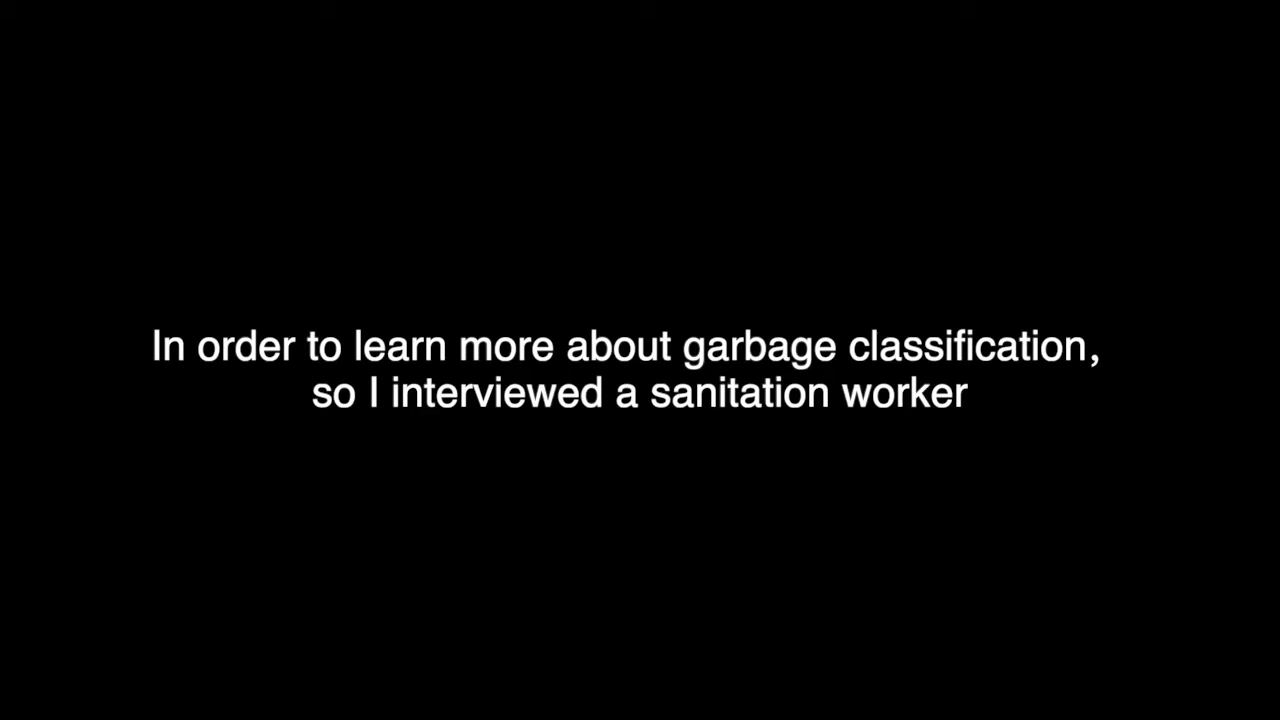 In order to learn more about garbage classification,
so I interviewed a sanitation worker